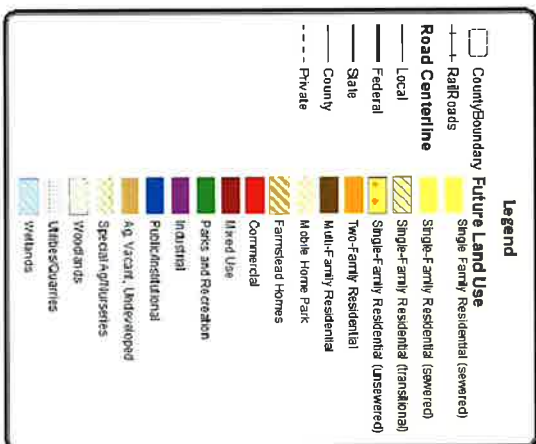 Legend
CountyBoundary
RailRoads
Road Centerline
Local
Federal
State
County
Private
Future Land Use
Single Family Residential (sewered)
Single-Family Residential (sewered)
Single-Family Residential (transitional)
Single-Family Residential (unsewered)
Two-Family Residential
Multi-Family Residential
Mobile Home Park
Farmstead Homes
Commercial
Mixed Use
Parks and Recreation
Industrial
Public/Institutional
Ag, Vacant, Undeveloped
Special Ag/Nurseries
Woodlands
Utilities/Quarries
Wetlands